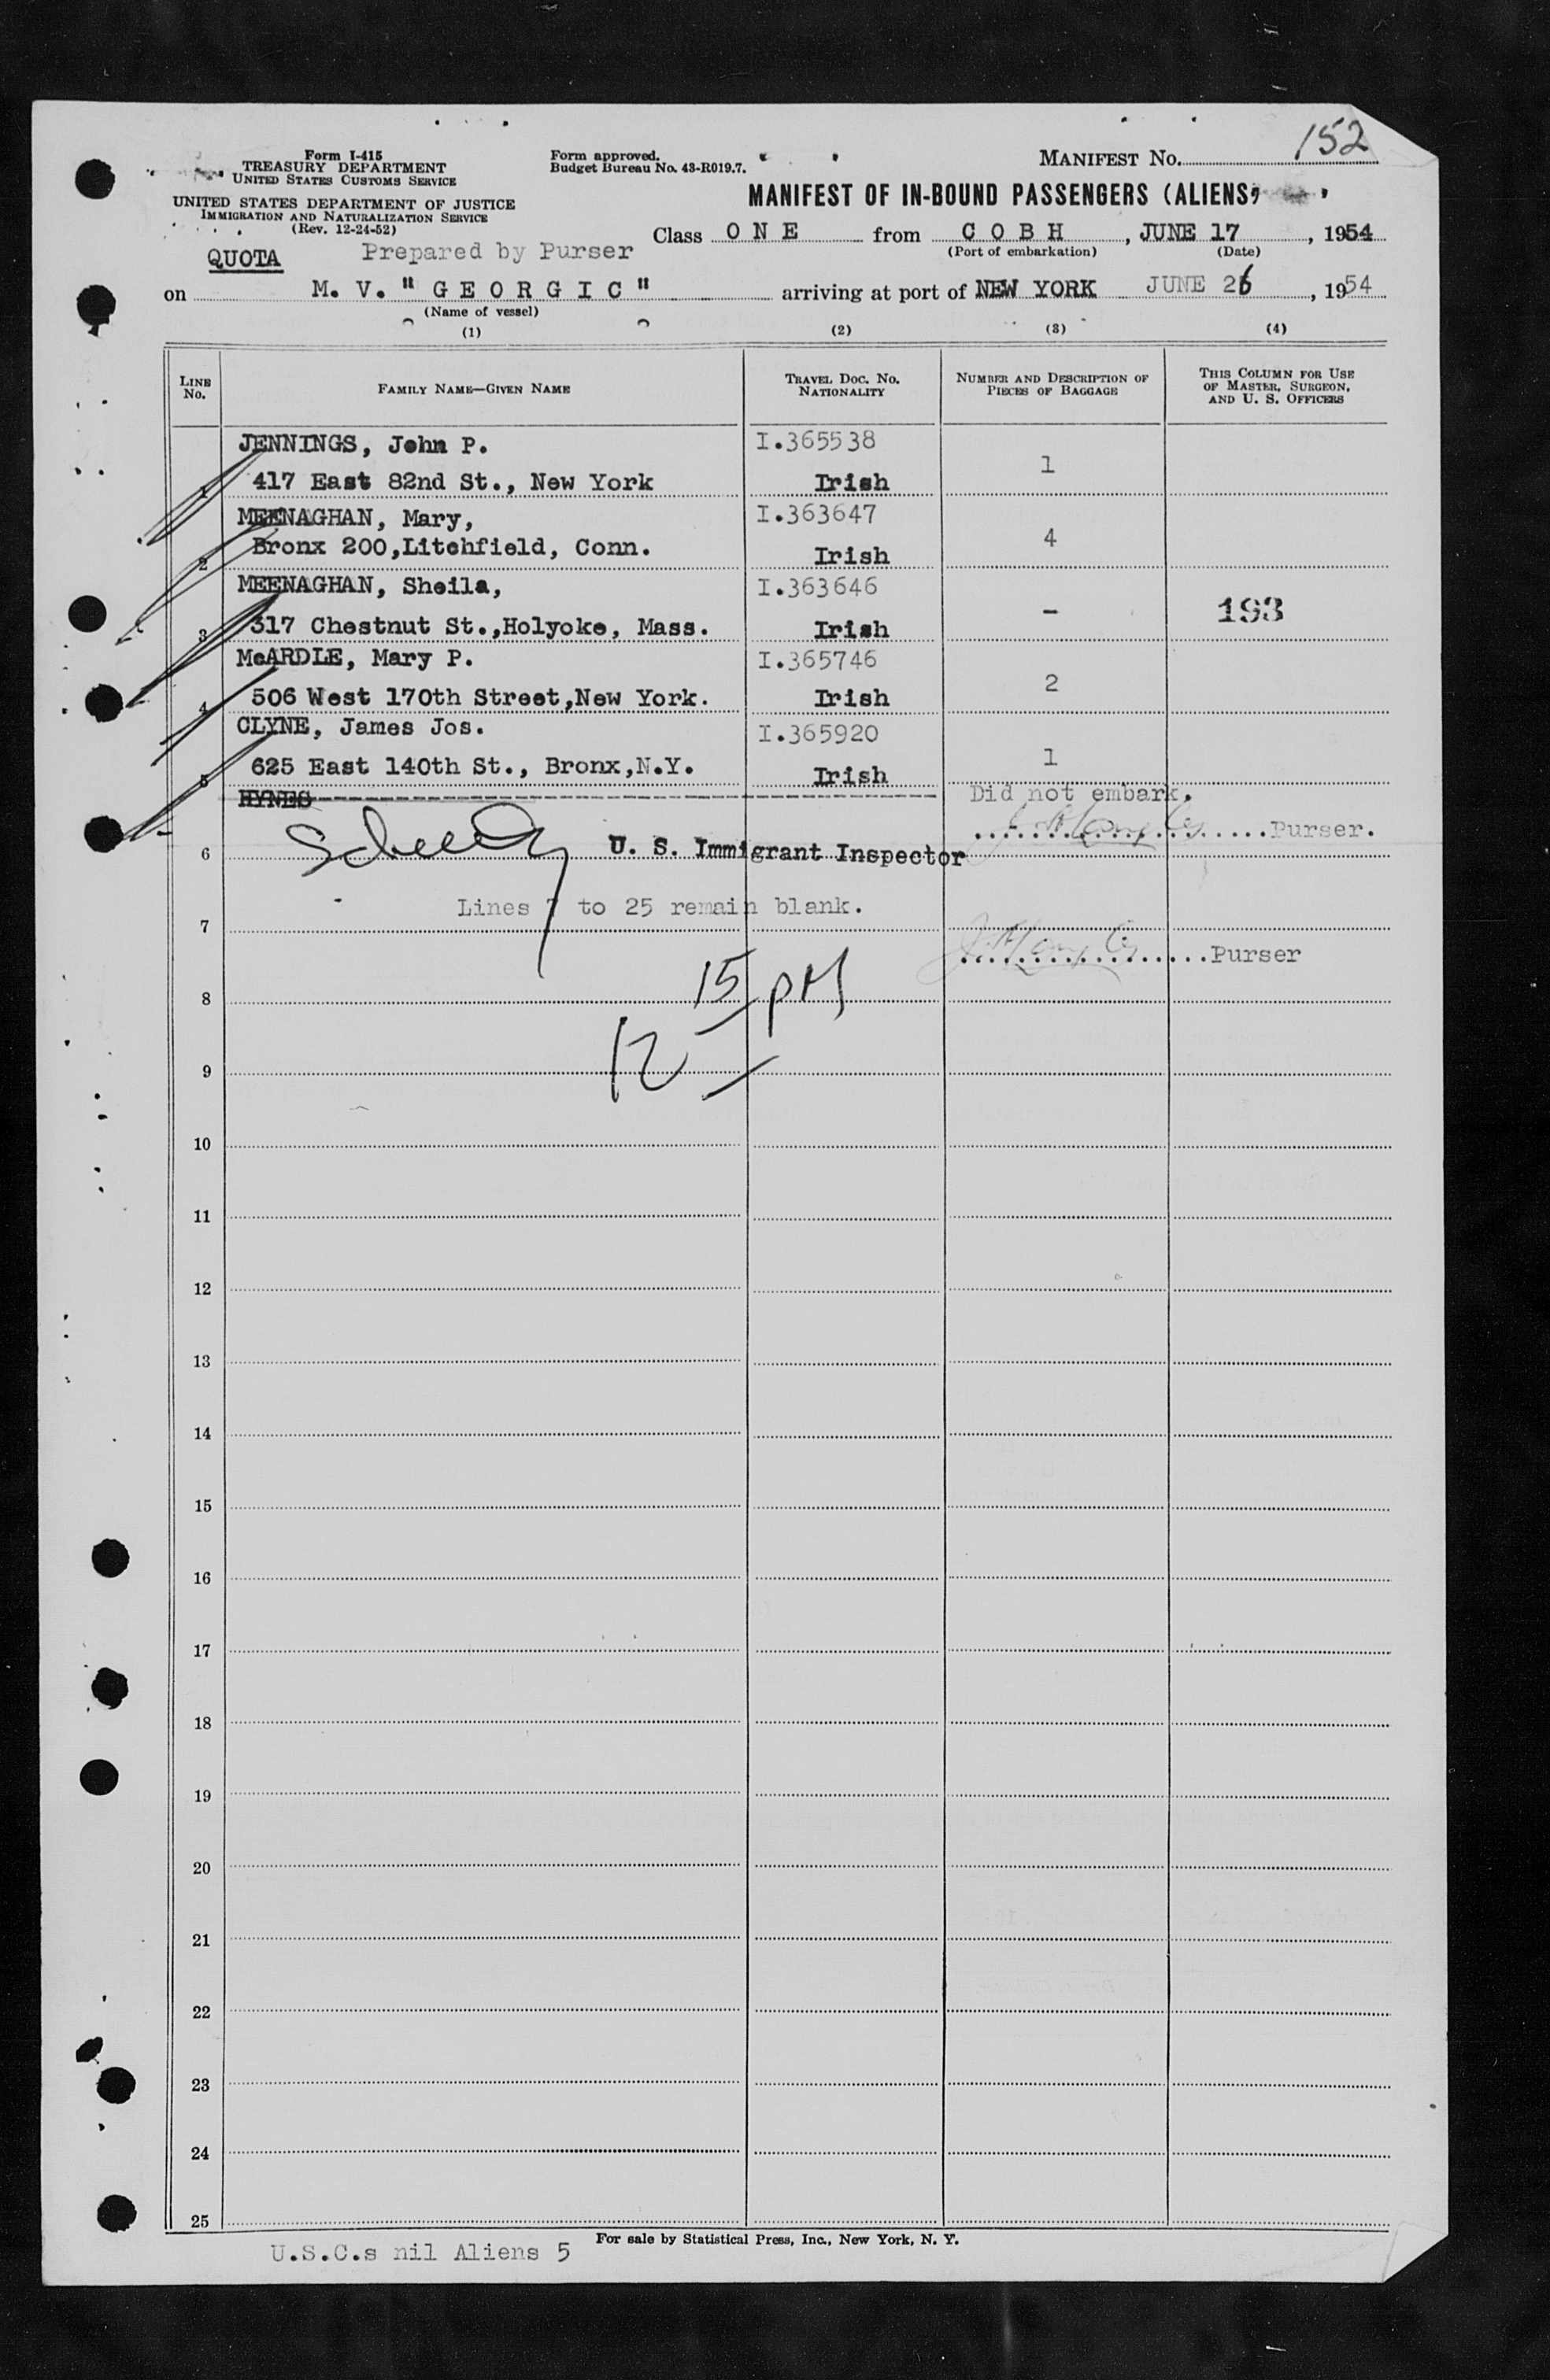 152
Form I-415
TREASURY DEPARTMENT
UNITED STATES CUSTOMS SERVICE
Form approved.
Budget Bureau No. 43-R019.7.
MANIFEST No.
UNITED STATES DEPARTMENT OF JUSTICE
IMMIGRATION AND NATURALIZATION SERVICE
(Rev. 12-24-52)
MANIFEST OF IN-BOUND PASSENGERS (ALIENS)
Class O N E from C O B H , JUNE 17 , 1954
(Port of embarkation) (Date)
QUOTA Prepared by Purser
on M. V. " G E O R G I C " arriving at port of NEW YORK JUNE 26 , 1954
(Name of vessel)
(1) (2) (3) (4)
LINE No. FAMILY NAME—GIVEN NAME TRAVEL DOC. No. NATIONALITY NUMBER AND DESCRIPTION OF PIECES OF BAGGAGE THIS COLUMN FOR USE OF MASTER, SURGEON, AND U. S. OFFICERS
JENNINGS, John P. I.365538
1 417 East 82nd St., New York Irish 1
MEENAGHAN, Mary, I.363647
2 Bronx 200,Litchfield, Conn. Irish 4
MEENAGHAN, Sheila, I.363646
3 317 Chestnut St.,Holyoke, Mass. Irish - 193
McARDLE, Mary P. I.365746
4 506 West 170th Street,New York. Irish 2
CLYNE, James Jos. I.365920
5 625 East 140th St., Bronx,N.Y. Irish 1
HYNES Did not embark.
Purser.
6 U. S. Immigrant Inspector
Lines 7 to 25 remain blank.
7
Purser
15 PM
8
12
9
10
11
12
13
14
15
16
17
18
19
20
21
22
23
24
25
For sale by Statistical Press, Inc., New York, N. Y.
U.S.C.s nil Aliens 5